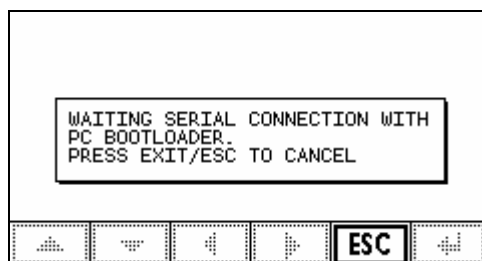 WAITING SERIAL CONNECTION WITH
PC BOOTLOADER.
PRESS EXIT/ESC TO CANCEL
ESC